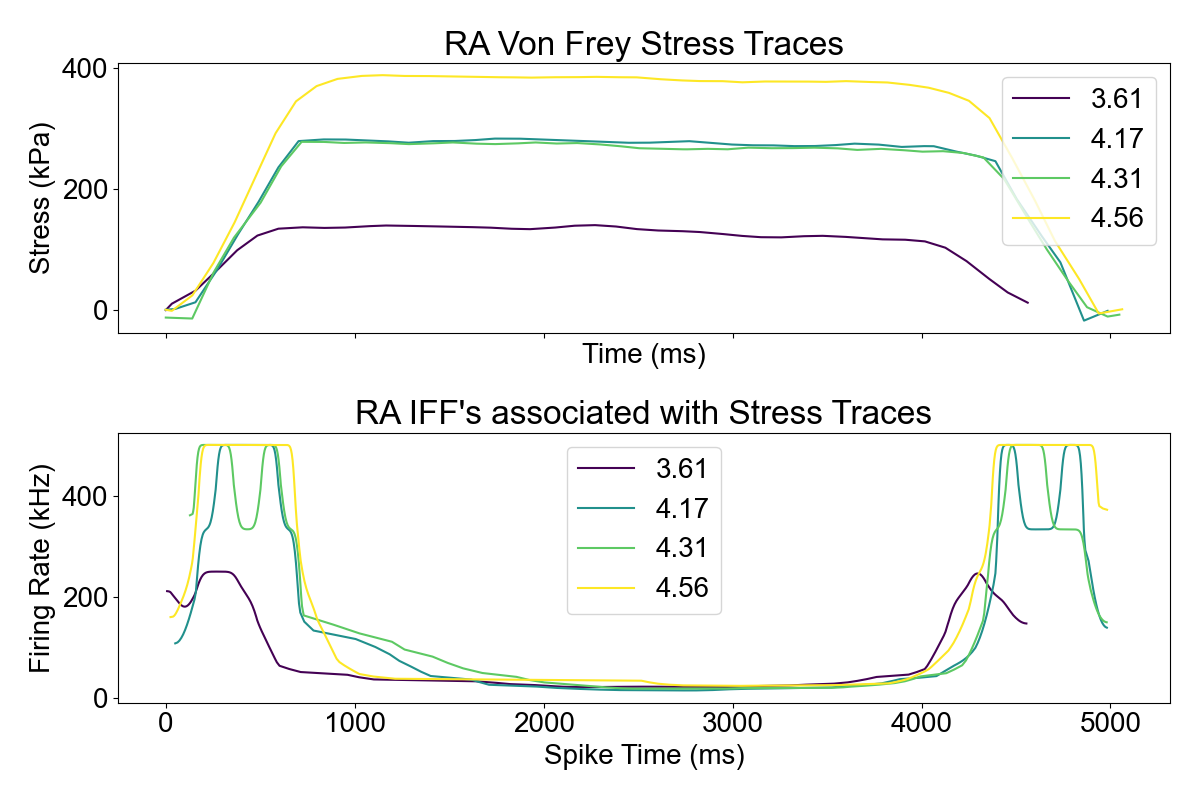 RA Von Frey Stress Traces
400
200
0
Stress (kPa)
3.61
4.17
4.31
4.56
Time (ms)
RA IFF's associated with Stress Traces
400
200
0
Firing Rate (kHz)
3.61
4.17
4.31
4.56
0 1000 2000 3000 4000 5000
Spike Time (ms)